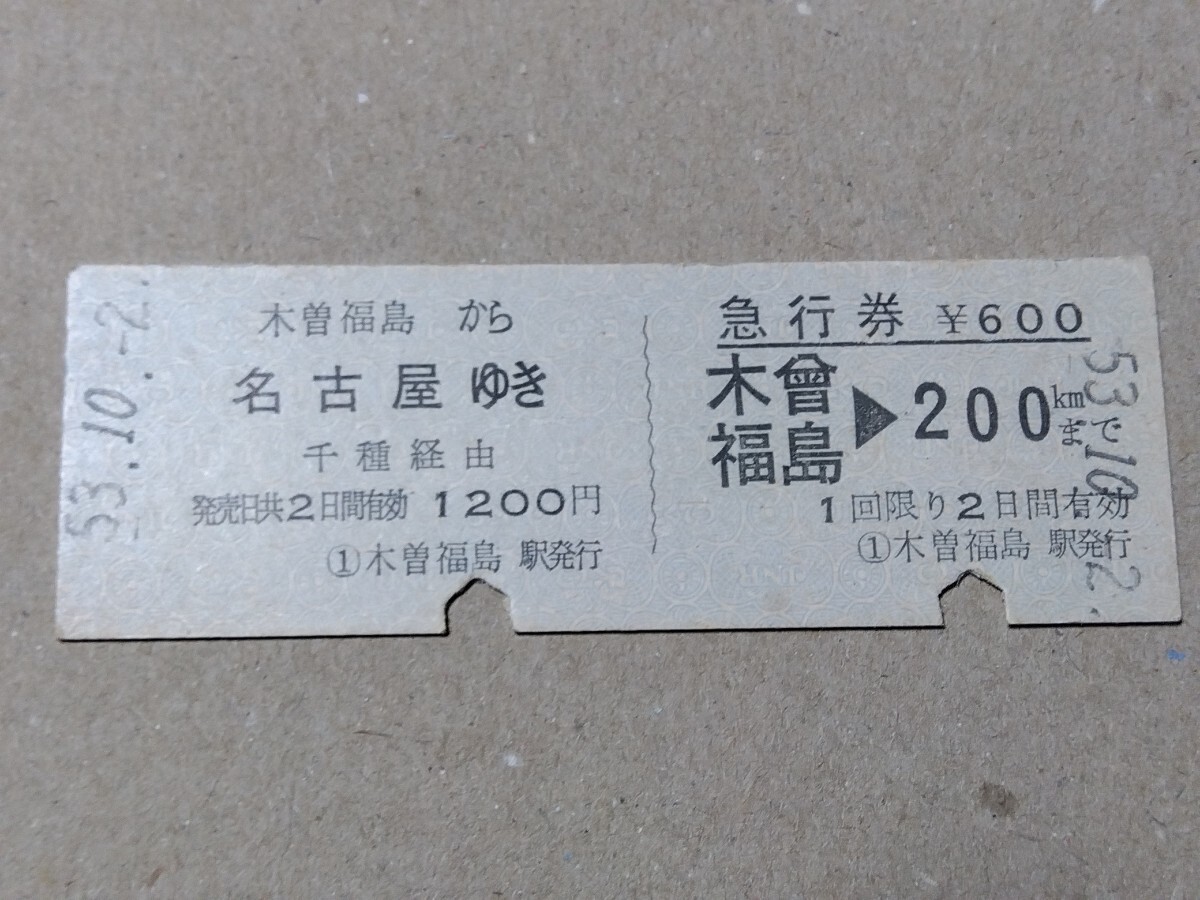 53.10.-2.
木曽福島 から
名古屋 ゆき
千種経由
発売日共2日間有効 1200円
①木曽福島 駅発行
急行券 ¥600
木曾福島▶200kmまで
1回限り2日間有効
①木曽福島 駅発行
53.10.-2.